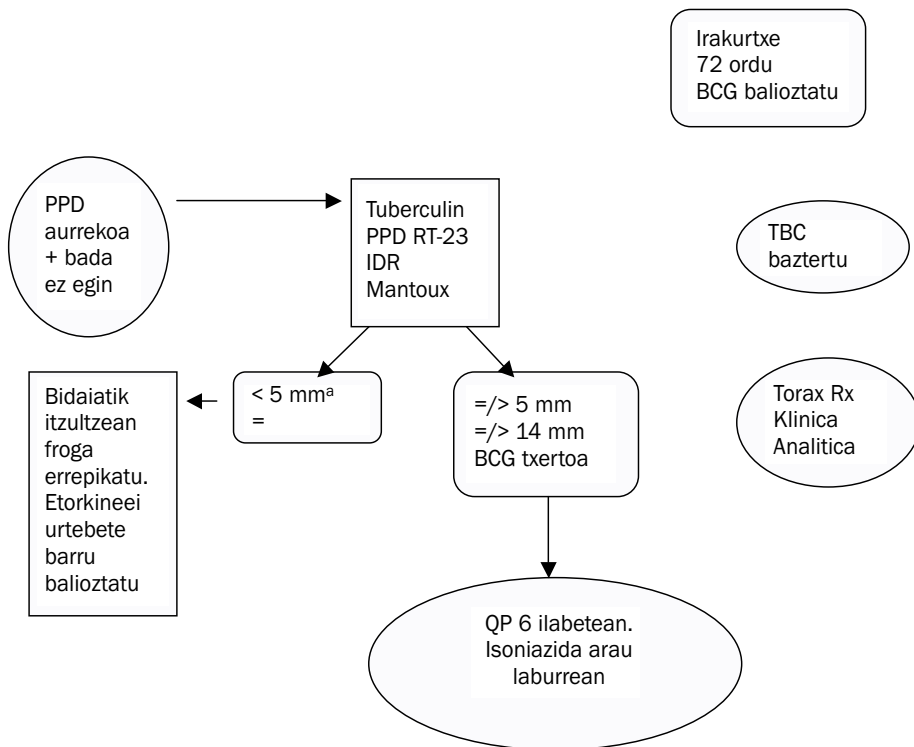 Irakurtxe
72 ordu
BCG balioztatu
PPD
aurrekoa
+ bada
ez egin
Tuberculin
PPD RT-23
IDR
Mantoux
TBC
baztertu
Bidaiatik
itzultzean
froga
errepikatu.
Etorkineei
urtebete
barru
balioztatu
< 5 mmª
=
=/> 5 mm
=/> 14 mm
BCG txertoa
Torax Rx
Klinica
Analitica
QP 6 ilabetean.
Isoniazida arau
laburrean